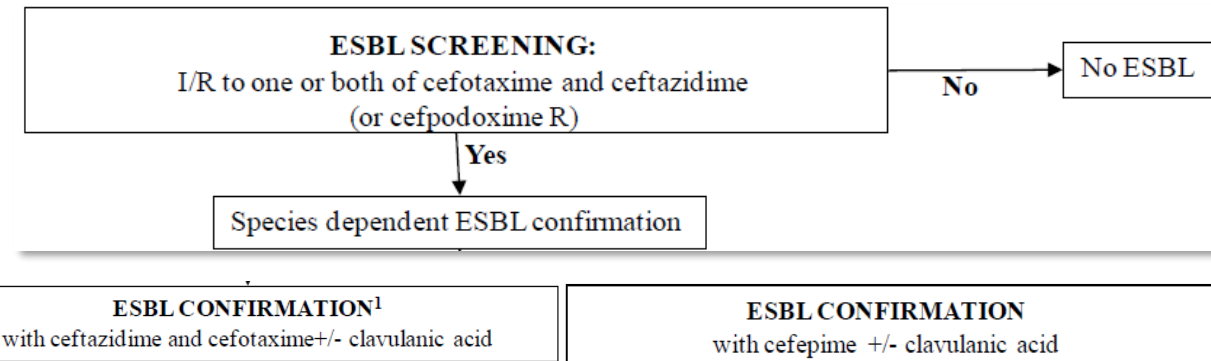 ESBL SCREENING:
I/R to one or both of cefotaxime and ceftazidime
(or cefpodoxime R)
No
No ESBL
Yes
Species dependent ESBL confirmation
ESBL CONFIRMATION¹
with ceftazidime and cefotaxime+/- clavulanic acid
ESBL CONFIRMATION
with cefepime +/- clavulanic acid